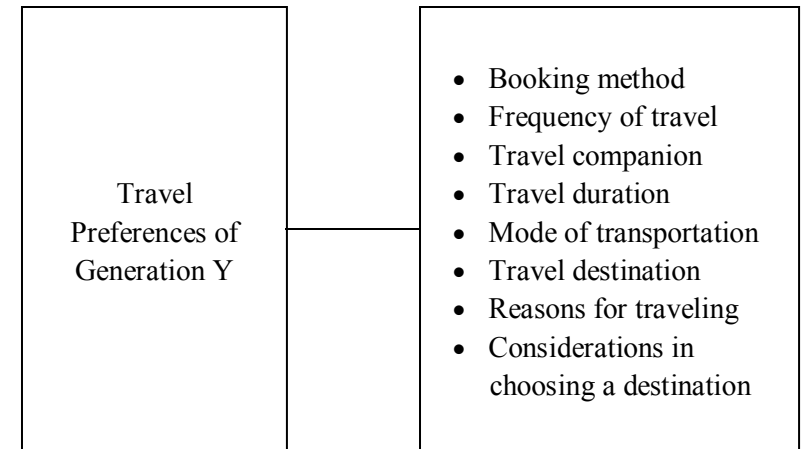 Travel
Preferences of
Generation Y
• Booking method
• Frequency of travel
• Travel companion
• Travel duration
• Mode of transportation
• Travel destination
• Reasons for traveling
• Considerations in
choosing a destination